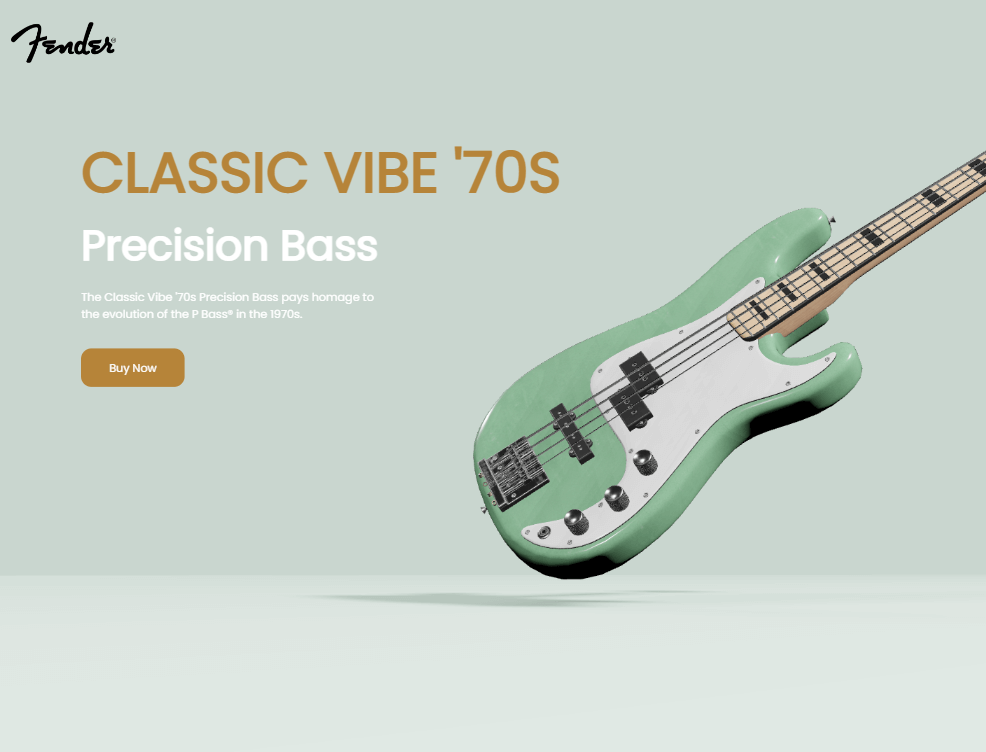 Fender®
CLASSIC VIBE '70S
Precision Bass
The Classic Vibe '70s Precision Bass pays homage to
the evolution of the P Bass® in the 1970s.
Buy Now